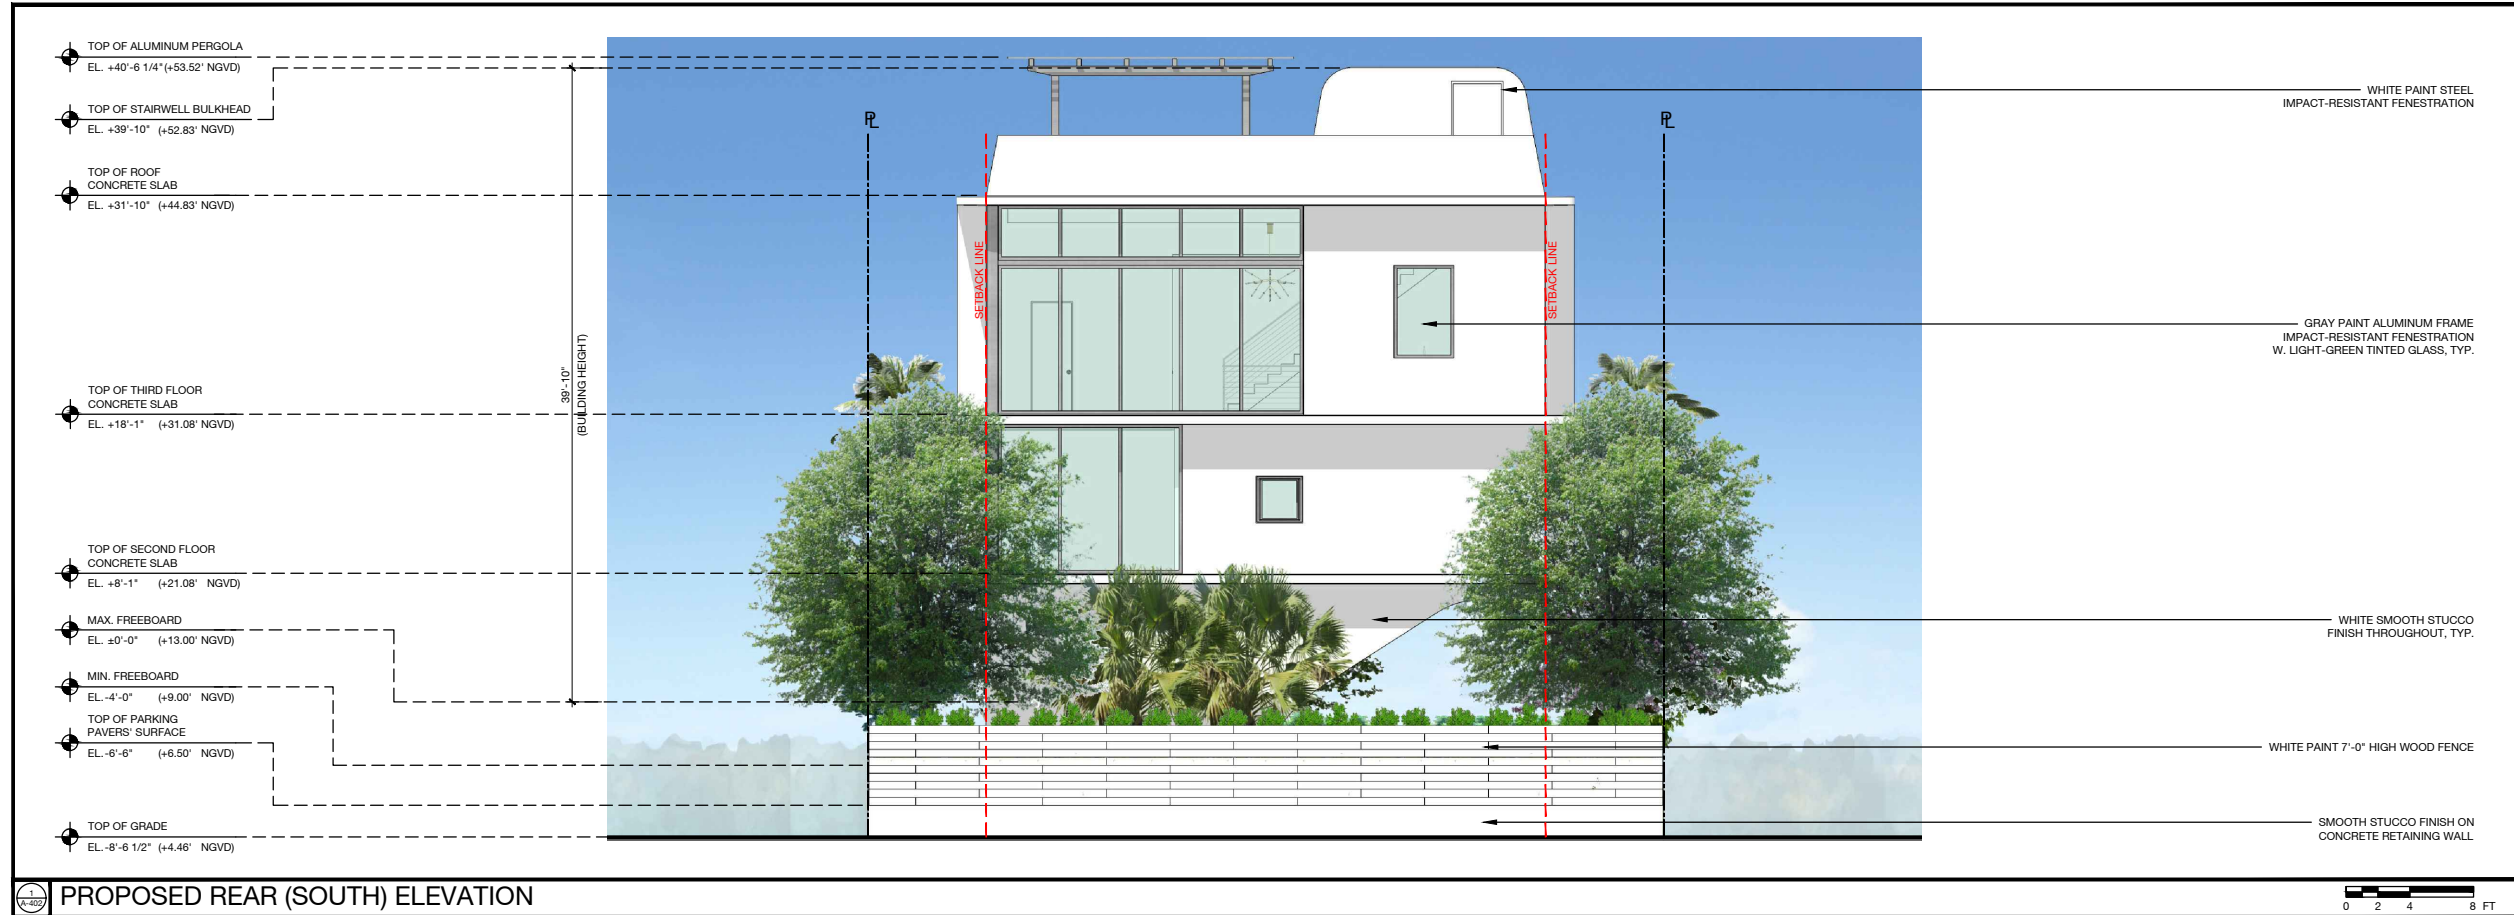 TOP OF ALUMINUM PERGOLA
EL. +40'-6 1/4" (+53.52' NGVD)
TOP OF STAIRWELL BULKHEAD
EL. +39'-10" (+52.83' NGVD)
TOP OF ROOF
CONCRETE SLAB
EL. +31'-10" (+44.83' NGVD)
TOP OF THIRD FLOOR
CONCRETE SLAB
EL. +18'-1" (+31.08' NGVD)
TOP OF SECOND FLOOR
CONCRETE SLAB
EL. +8'-1" (+21.08' NGVD)
MAX. FREEBOARD
EL. ±0'-0" (+13.00' NGVD)
MIN. FREEBOARD
EL.-4'-0" (+9.00' NGVD)
TOP OF PARKING
PAVERS' SURFACE
EL.-6'-6" (+6.50' NGVD)
TOP OF GRADE
EL.-8'-6 1/2" (+4.46' NGVD)
39'-10"
(BUILDING HEIGHT)
PL
SETBACK LINE
SETBACK LINE
PL
WHITE PAINT STEEL
IMPACT-RESISTANT FENESTRATION
GRAY PAINT ALUMINUM FRAME
IMPACT-RESISTANT FENESTRATION
W. LIGHT-GREEN TINTED GLASS, TYP.
WHITE SMOOTH STUCCO
FINISH THROUGHOUT, TYP.
WHITE PAINT 7'-0" HIGH WOOD FENCE
SMOOTH STUCCO FINISH ON
CONCRETE RETAINING WALL
1
A-402
PROPOSED REAR (SOUTH) ELEVATION
0 2 4 8 FT